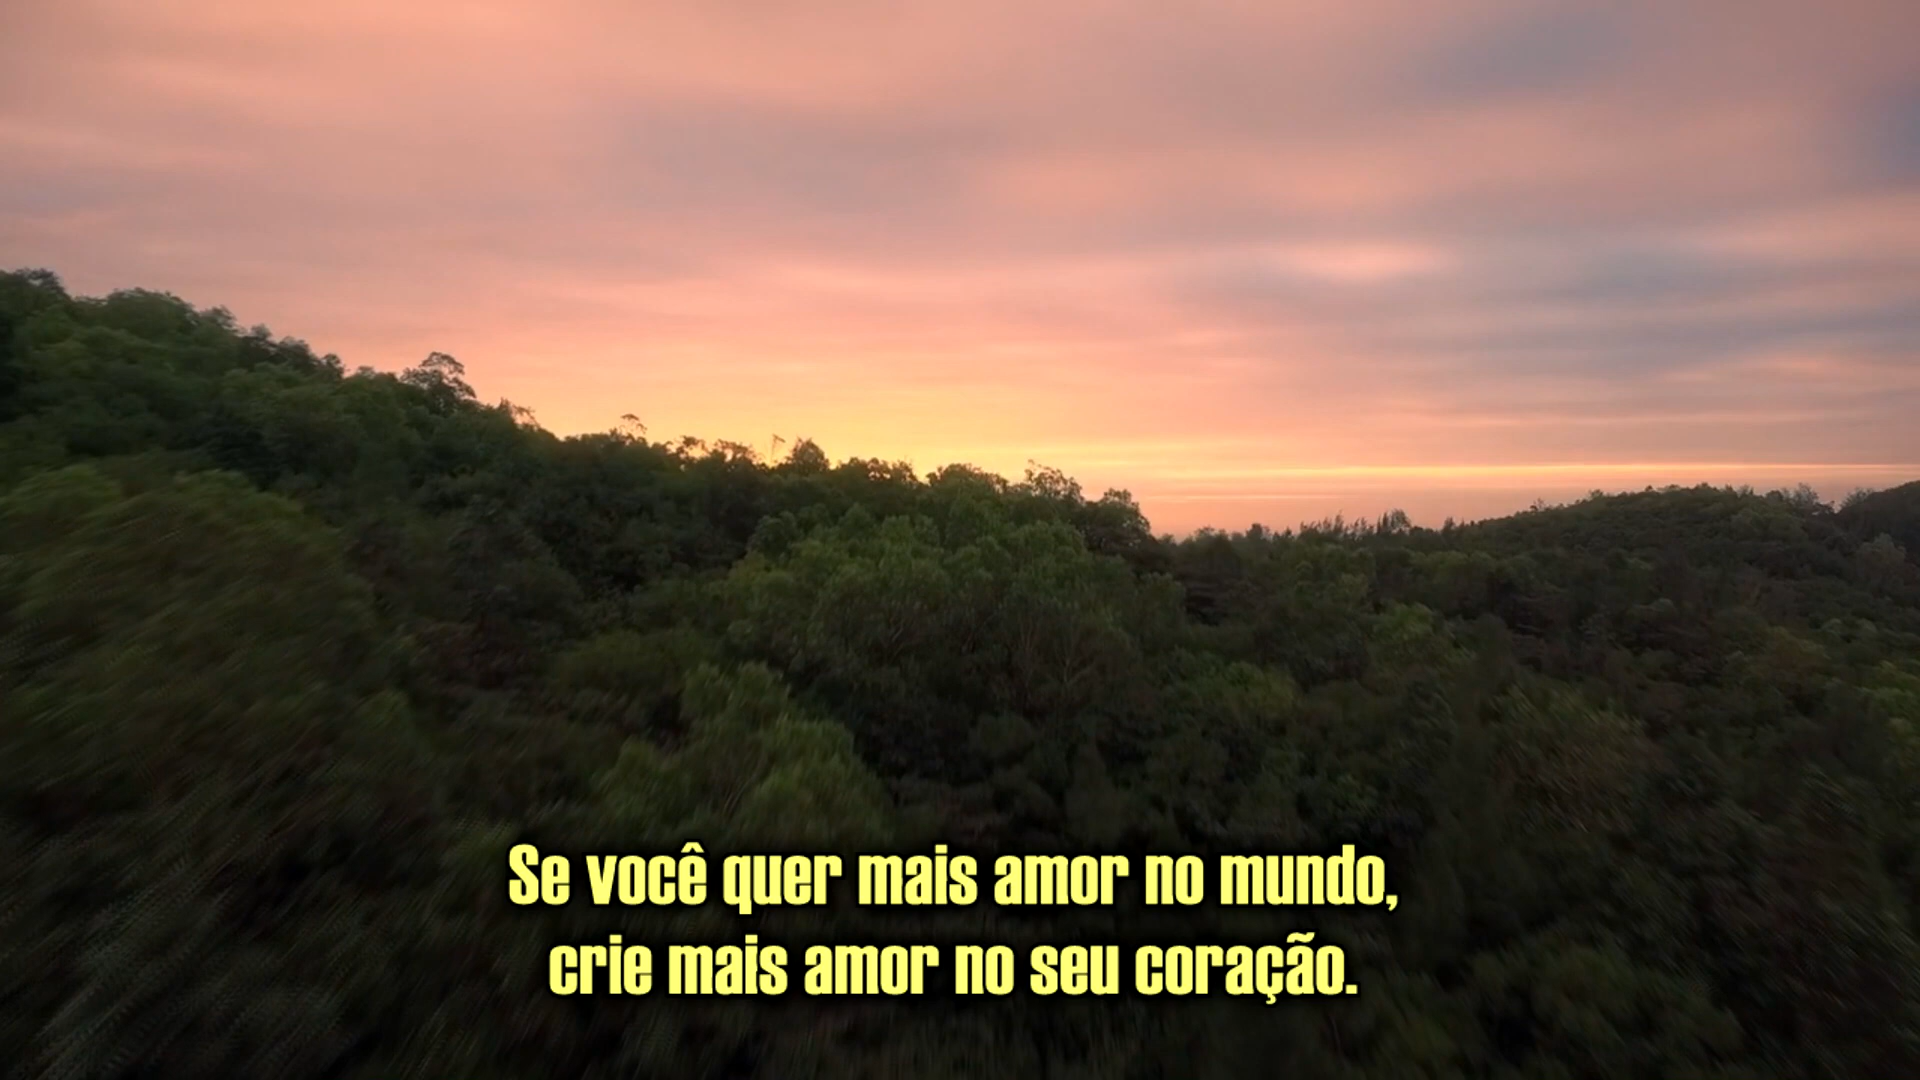 Se você quer mais amor no mundo,
crie mais amor no seu coração.